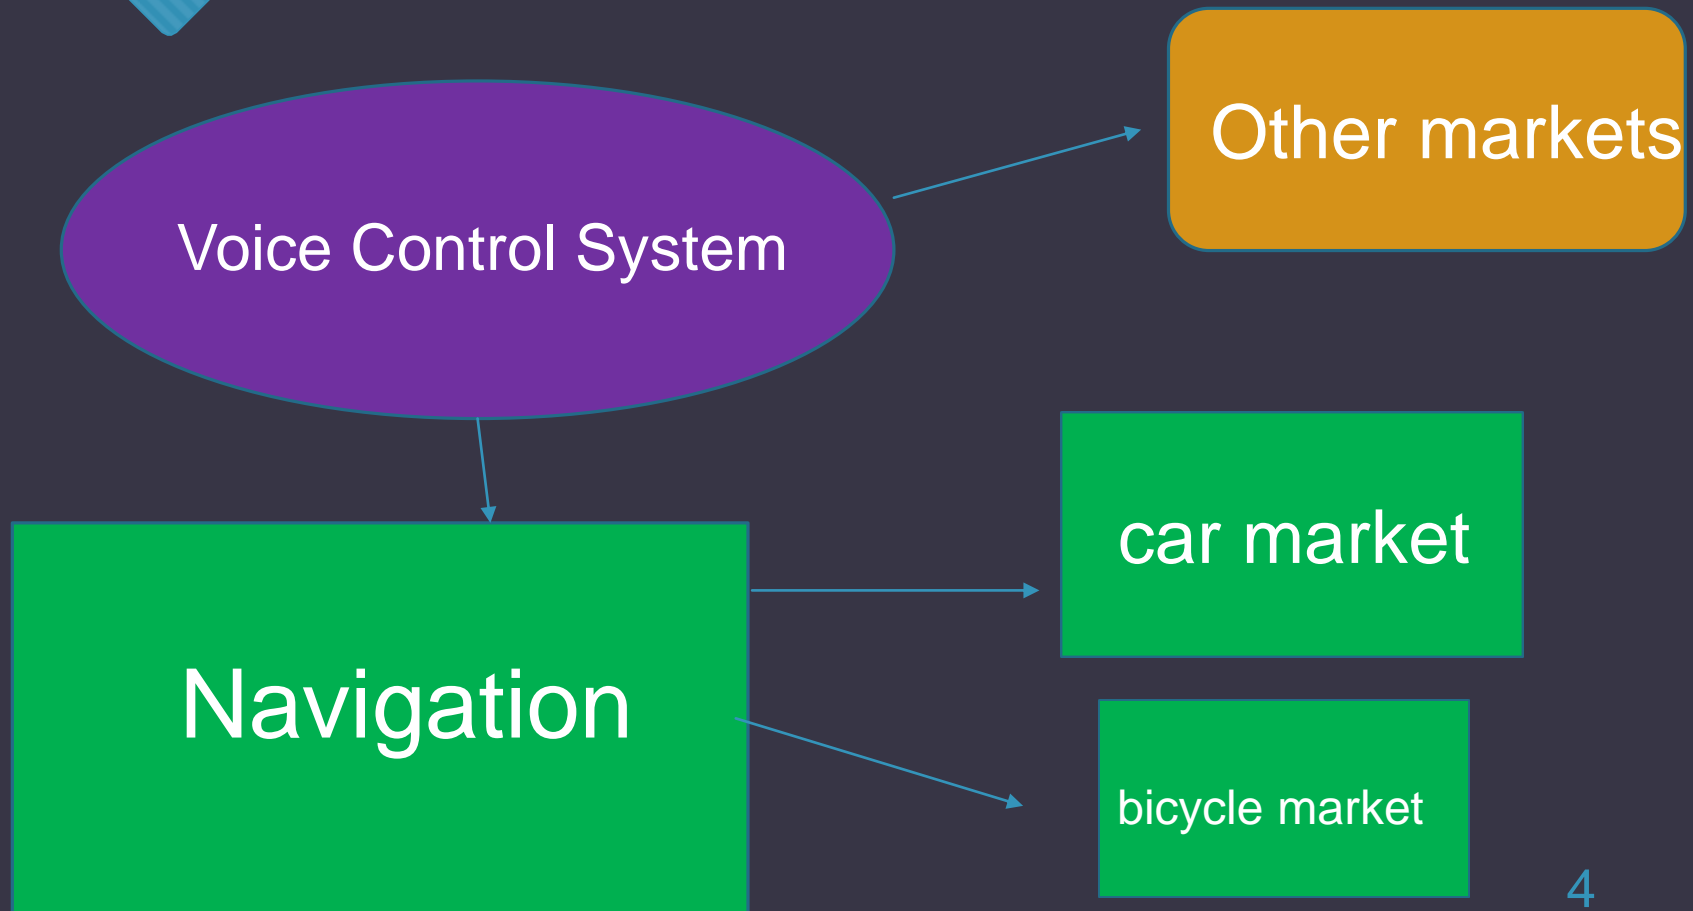 Other markets
Voice Control System
car market
Navigation
bicycle market
4